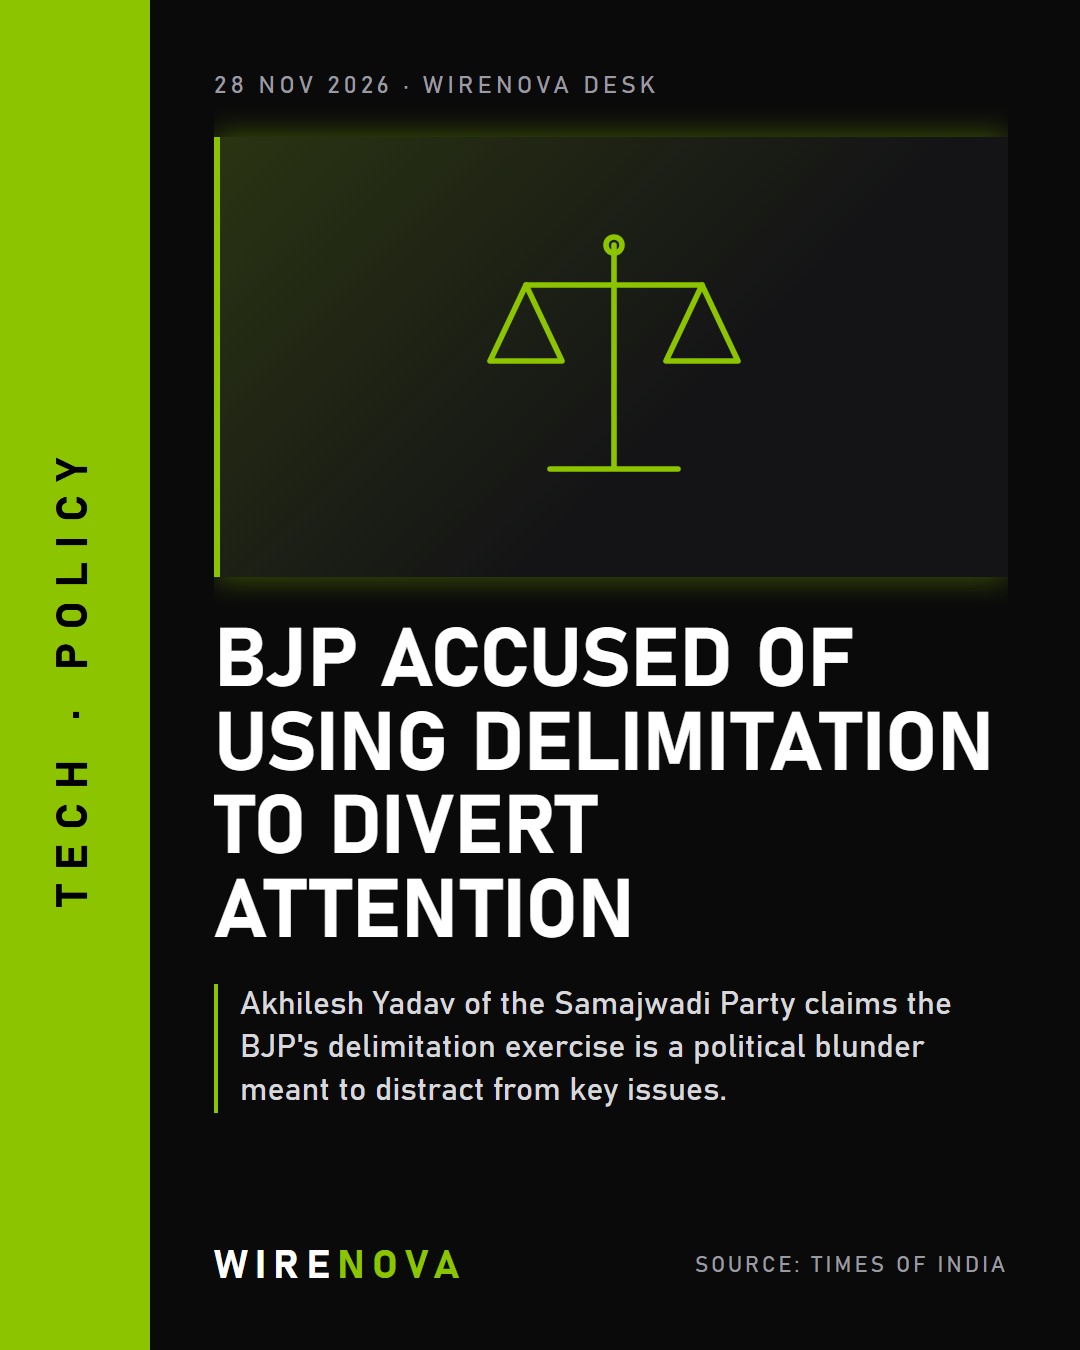 28 NOV 2026 · WIRENOVA DESK
TECH · POLICY
BJP ACCUSED OF
USING DELIMITATION
TO DIVERT
ATTENTION
Akhilesh Yadav of the Samajwadi Party claims the
BJP's delimitation exercise is a political blunder
meant to distract from key issues.
WIRENOVA
SOURCE: TIMES OF INDIA